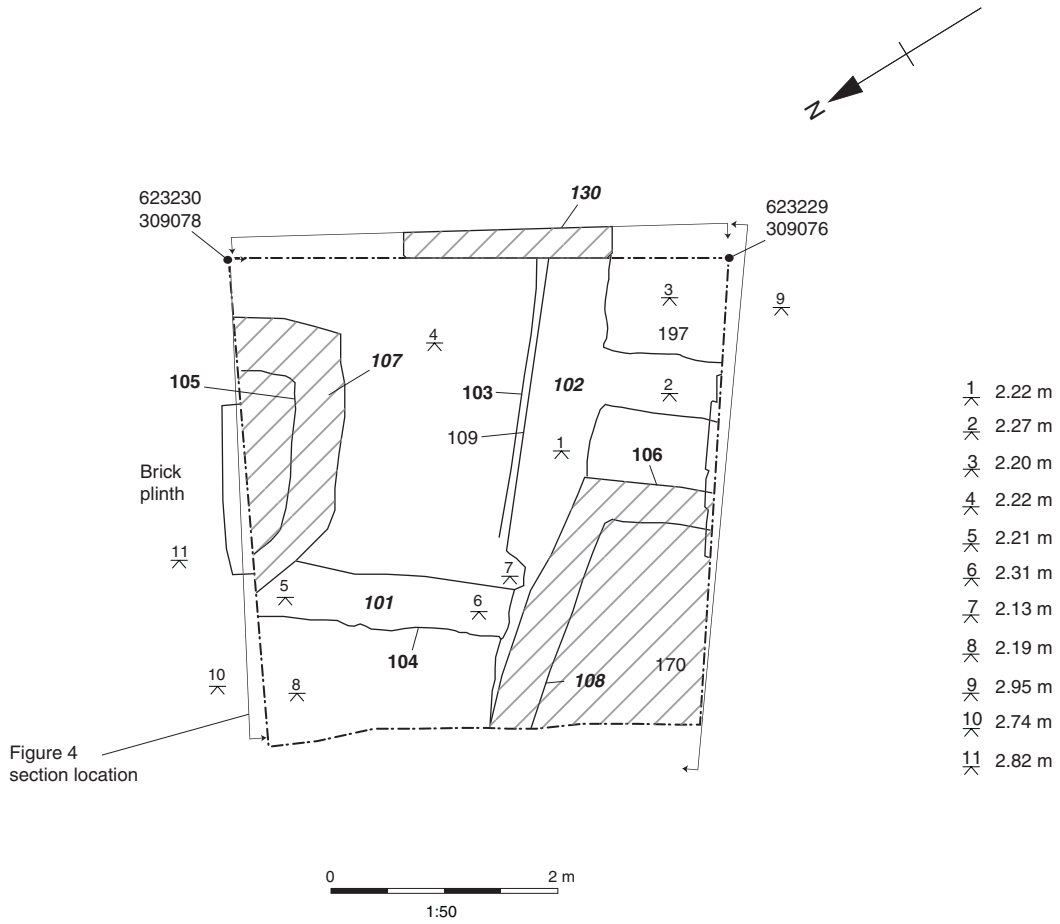 N
130
623230
309078
623229
309076
3
9
197
4
107
105
103
102
2
109
1
106
Brick
plinth
11
7
5
101
6
104
10
8
108
170
Figure 4
section location
1 2.22 m
2 2.27 m
3 2.20 m
4 2.22 m
5 2.21 m
6 2.31 m
7 2.13 m
8 2.19 m
9 2.95 m
10 2.74 m
11 2.82 m
0 2 m
1:50